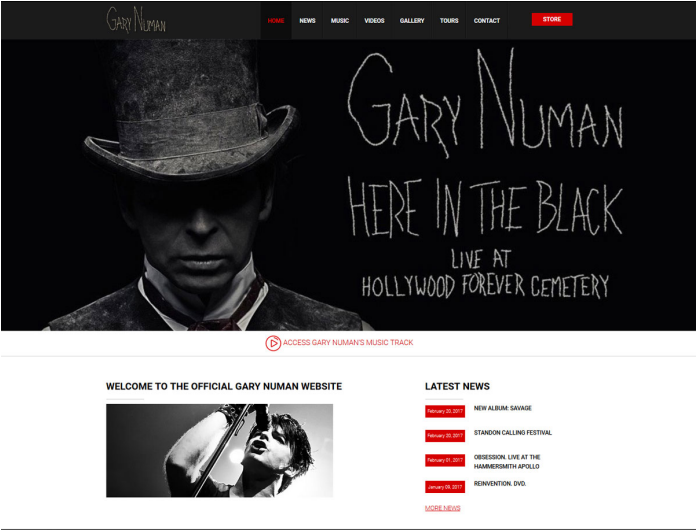 GARY NUMAN
HOME NEWS MUSIC VIDEOS GALLERY TOURS CONTACT STORE
GARY NUMAN
HERE IN THE BLACK
LIVE AT
HOLLYWOOD FOREVER CEMETERY
ACCESS GARY NUMAN'S MUSIC TRACK
WELCOME TO THE OFFICIAL GARY NUMAN WEBSITE
LATEST NEWS
February 20, 2017 NEW ALBUM: SAVAGE
February 20, 2017 STANDON CALLING FESTIVAL
February 01, 2017 OBSESSION. LIVE AT THE
HAMMERSMITH APOLLO
January 09, 2017 REINVENTION. DVD.
MORE NEWS